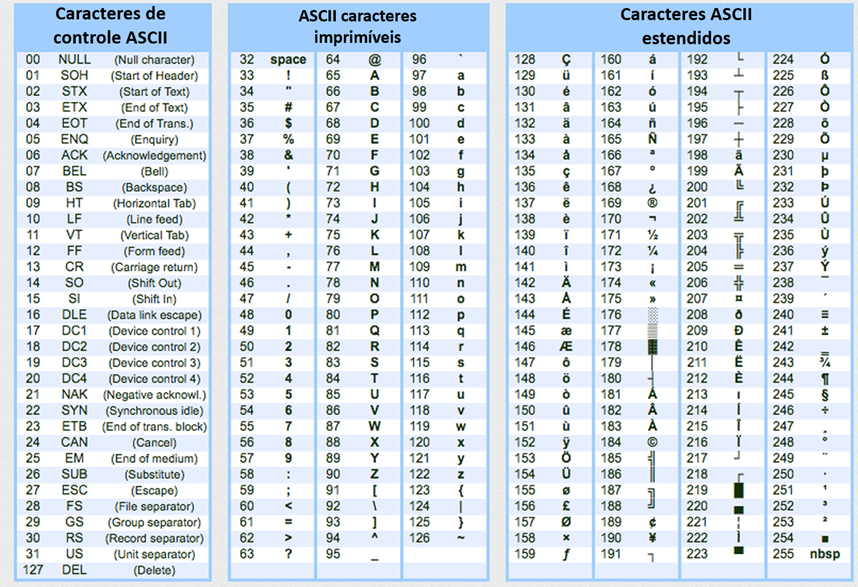 Caracteres de
controle ASCII
00 NULL (Null character)
01 SOH (Start of Header)
02 STX (Start of Text)
03 ETX (End of Text)
04 EOT (End of Trans.)
05 ENQ (Enquiry)
06 ACK (Acknowledgement)
07 BEL (Bell)
08 BS (Backspace)
09 HT (Horizontal Tab)
10 LF (Line feed)
11 VT (Vertical Tab)
12 FF (Form feed)
13 CR (Carriage return)
14 SO (Shift Out)
15 SI (Shift In)
16 DLE (Data link escape)
17 DC1 (Device control 1)
18 DC2 (Device control 2)
19 DC3 (Device control 3)
20 DC4 (Device control 4)
21 NAK (Negative acknowl.)
22 SYN (Synchronous idle)
23 ETB (End of trans. block)
24 CAN (Cancel)
25 EM (End of medium)
26 SUB (Substitute)
27 ESC (Escape)
28 FS (File separator)
29 GS (Group separator)
30 RS (Record separator)
31 US (Unit separator)
127 DEL (Delete)
ASCII caracteres
imprimíveis
32 space 64 @ 96 `
33 ! 65 A 97 a
34 " 66 B 98 b
35 # 67 C 99 c
36 $ 68 D 100 d
37 % 69 E 101 e
38 & 70 F 102 f
39 ' 71 G 103 g
40 ( 72 H 104 h
41 ) 73 I 105 i
42 * 74 J 106 j
43 + 75 K 107 k
44 , 76 L 108 l
45 - 77 M 109 m
46 . 78 N 110 n
47 / 79 O 111 o
48 0 80 P 112 p
49 1 81 Q 113 q
50 2 82 R 114 r
51 3 83 S 115 s
52 4 84 T 116 t
53 5 85 U 117 u
54 6 86 V 118 v
55 7 87 W 119 w
56 8 88 X 120 x
57 9 89 Y 121 y
58 : 90 Z 122 z
59 ; 91 [ 123 {
60 < 92 \ 124 |
61 = 93 ] 125 }
62 > 94 ^ 126 ~
63 ? 95 _
Caracteres ASCII
estendidos
128 Ç 160 á 192 └ 224 Ó
129 ü 161 í 193 ┴ 225 ß
130 é 162 ó 194 ┬ 226 Ô
131 â 163 ú 195 ├ 227 Ò
132 ä 164 ñ 196 ─ 228 õ
133 à 165 Ñ 197 ┼ 229 Õ
134 å 166 ª 198 ã 230 µ
135 ç 167 º 199 Ã 231 þ
136 ê 168 ¿ 200 ╚ 232 Þ
137 ë 169 ® 201 ╔ 233 Ú
138 è 170 ¬ 202 ╩ 234 Û
139 ï 171 ½ 203 ╦ 235 Ù
140 î 172 ¼ 204 ╠ 236 ý
141 ì 173 ¡ 205 ═ 237 Ý
142 Ä 174 « 206 ╬ 238 ¯
143 Å 175 » 207 ¤ 239 ´
144 É 176 ░ 208 ð 240 ≡
145 æ 177 ▒ 209 Ð 241 ±
146 Æ 178 ▓ 210 Ê 242 ‗
147 ô 179 │ 211 Ë 243 ¾
148 ö 180 ┤ 212 È 244 ¶
149 ò 181 Á 213 ı 245 §
150 û 182 Â 214 Í 246 ÷
151 ù 183 À 215 Î 247 ¸
152 ÿ 184 © 216 Ï 248 °
153 Ö 185 ╣ 217 ┘ 249 ¨
154 Ü 186 ║ 218 ┌ 250 ·
155 ø 187 ╗ 219 █ 251 ¹
156 £ 188 ╝ 220 ▄ 252 ³
157 Ø 189 ¢ 221 ¦ 253 ²
158 × 190 ¥ 222 Ì 254 ■
159 ƒ 191 ┐ 223 ▀ 255 nbsp